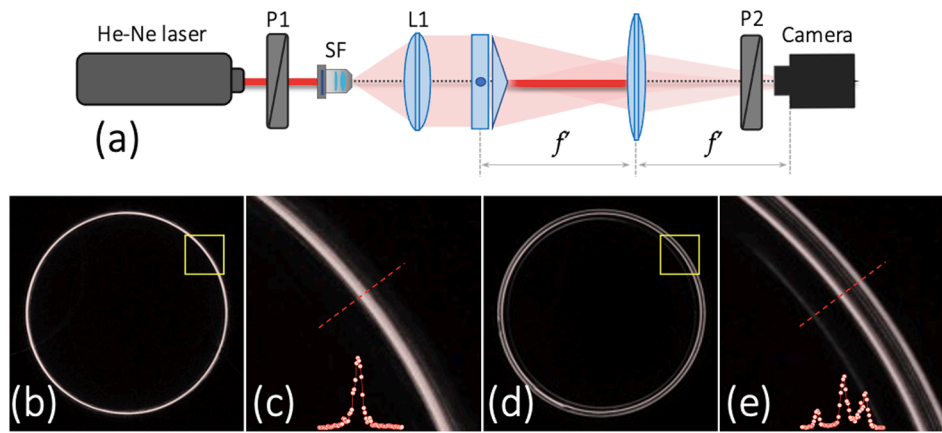 He-Ne laser
P1
SF
L1
P2
Camera
(a)
f'
f'
(b)
(c)
(d)
(e)